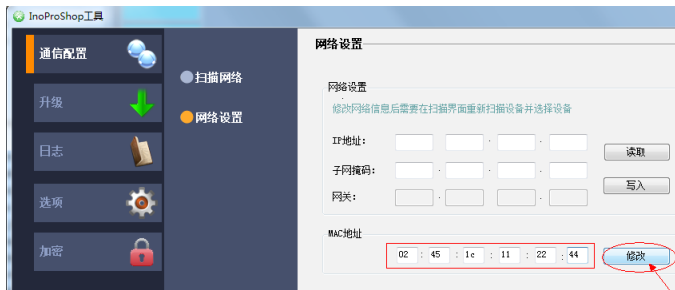 InoProShop工具
通信配置
升级
日志
选项
加密
扫描网络
网络设置
网络设置
网络设置
修改网络信息后需要在扫描界面重新扫描设备并选择设备
IP地址:
子网掩码:
网关:
读取
写入
MAC地址
02 : 45 : 1c : 11 : 22 : 44
修改